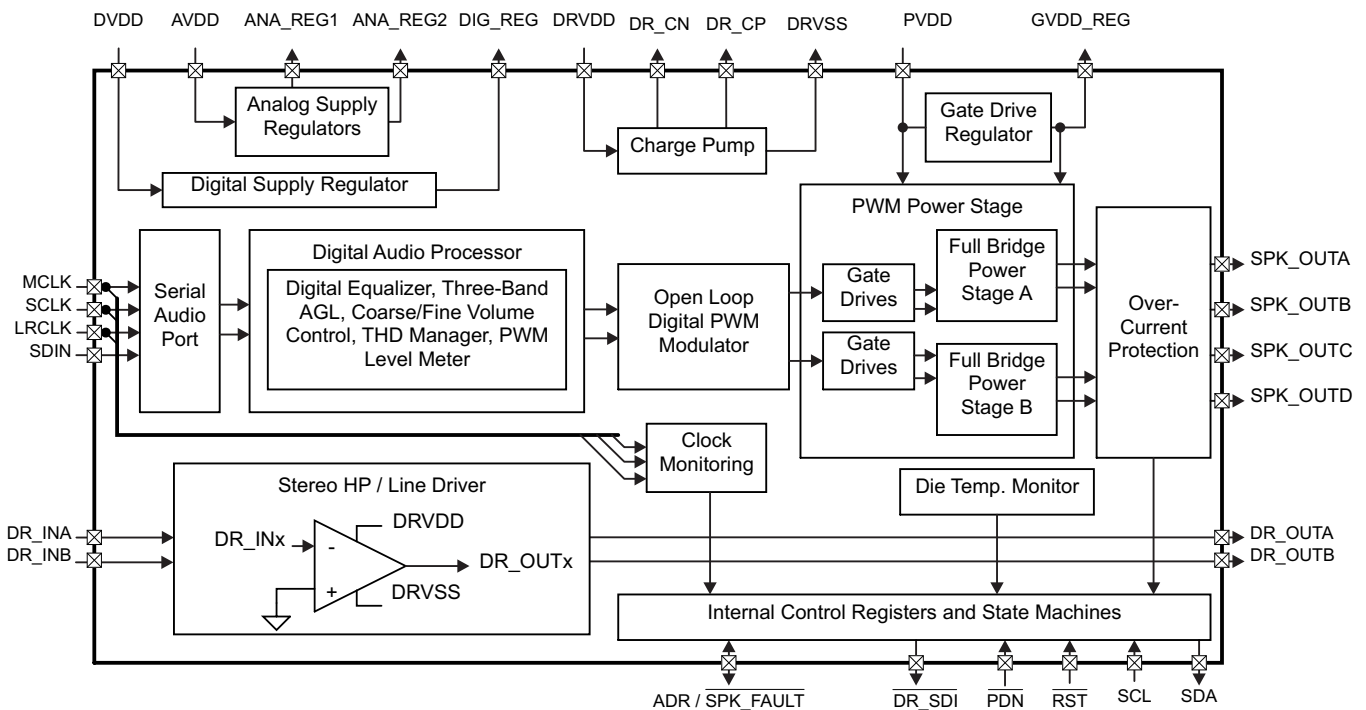 DVDD
AVDD
ANA_REG1
ANA_REG2
DIG_REG
DRVDD
DR_CN
DR_CP
DRVSS
PVDD
GVDD_REG
Analog Supply
Regulators
Charge Pump
Gate Drive
Regulator
Digital Supply Regulator
MCLK
SCLK
LRCLK
SDIN
Serial
Audio
Port
Digital Audio Processor
Digital Equalizer, Three-Band
AGL, Coarse/Fine Volume
Control, THD Manager, PWM
Level Meter
Open Loop
Digital PWM
Modulator
PWM Power Stage
Gate
Drives
Full Bridge
Power
Stage A
Gate
Drives
Full Bridge
Power
Stage B
Over-
Current
Protection
SPK_OUTA
SPK_OUTB
SPK_OUTC
SPK_OUTD
Clock
Monitoring
Die Temp. Monitor
Stereo HP / Line Driver
DR_INA
DR_INB
DR_INx
-
+
DRVDD
DRVSS
DR_OUTx
DR_OUTA
DR_OUTB
Internal Control Registers and State Machines
ADR / SPK_FAULT
DR_SDI
PDN
RST
SCL
SDA